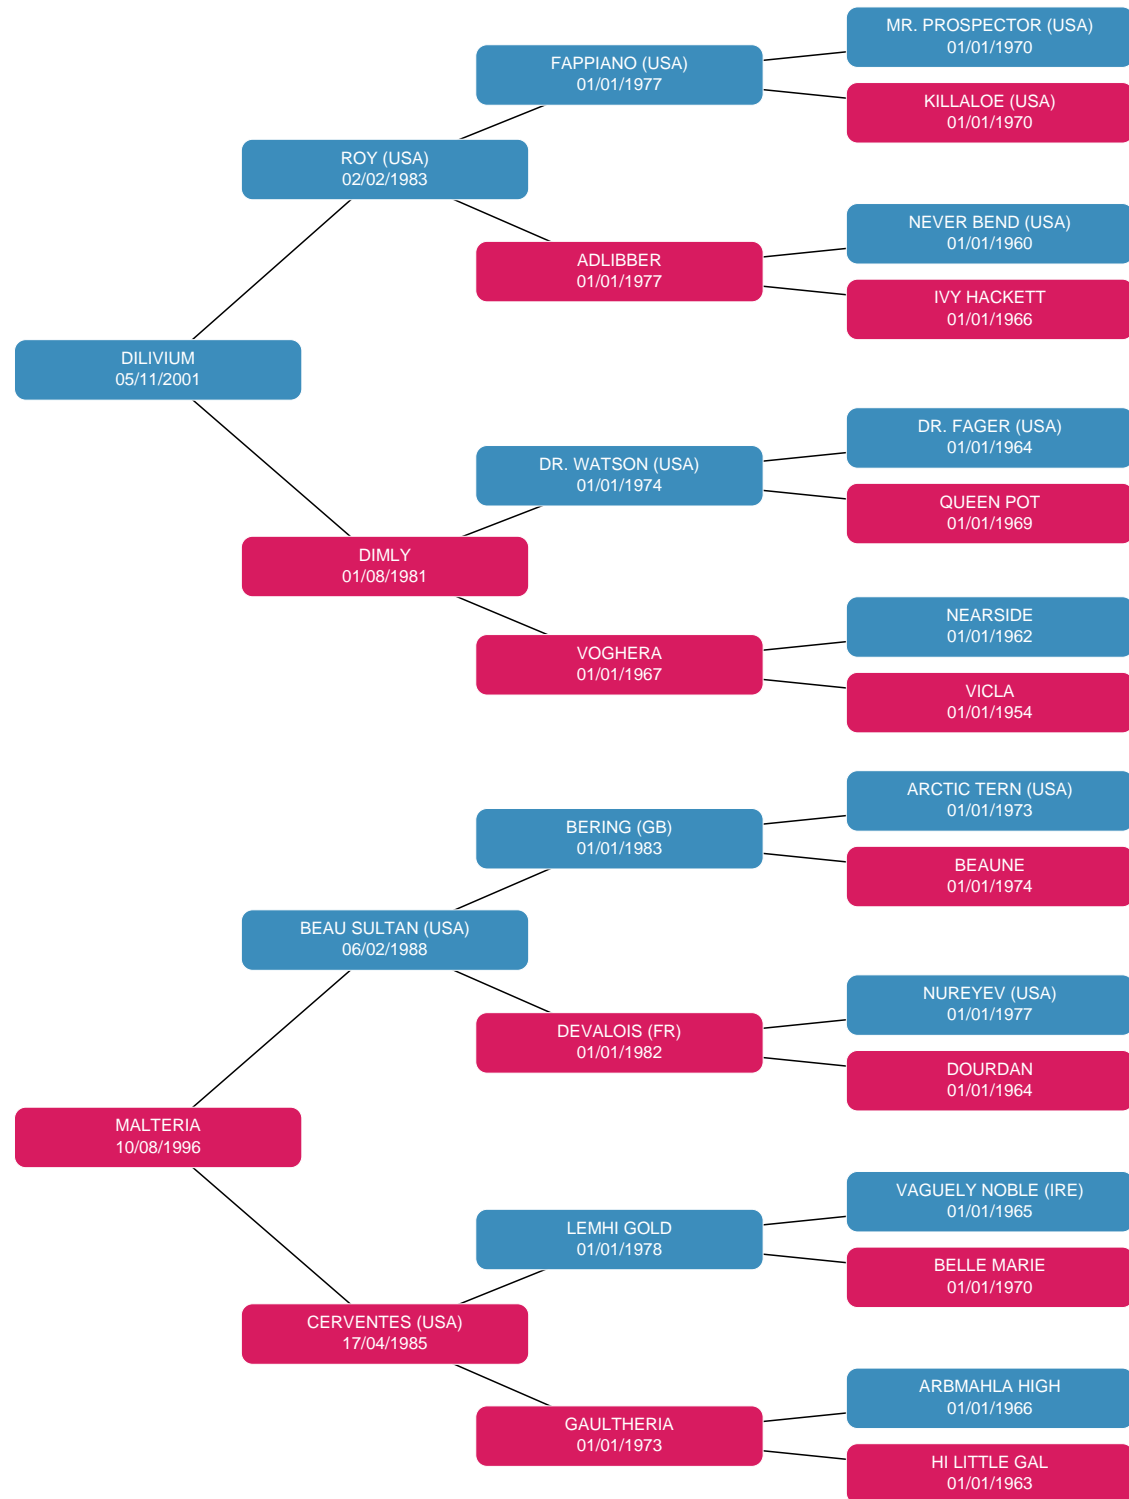 MR. PROSPECTOR (USA)
01/01/1970
FAPPIANO (USA)
01/01/1977
KILLALOE (USA)
01/01/1970
ROY (USA)
02/02/1983
NEVER BEND (USA)
01/01/1960
ADLIBBER
01/01/1977
IVY HACKETT
01/01/1966
DILIVIUM
05/11/2001
DR. FAGER (USA)
01/01/1964
DR. WATSON (USA)
01/01/1974
QUEEN POT
01/01/1969
DIMLY
01/08/1981
NEARSIDE
01/01/1962
VOGHERA
01/01/1967
VICLA
01/01/1954
ARCTIC TERN (USA)
01/01/1973
BERING (GB)
01/01/1983
BEAUNE
01/01/1974
BEAU SULTAN (USA)
06/02/1988
NUREYEV (USA)
01/01/1977
DEVALOIS (FR)
01/01/1982
DOURDAN
01/01/1964
MALTERIA
10/08/1996
VAGUELY NOBLE (IRE)
01/01/1965
LEMHI GOLD
01/01/1978
BELLE MARIE
01/01/1970
CERVENTES (USA)
17/04/1985
ARBMAHLA HIGH
01/01/1966
GAULTHERIA
01/01/1973
HI LITTLE GAL
01/01/1963